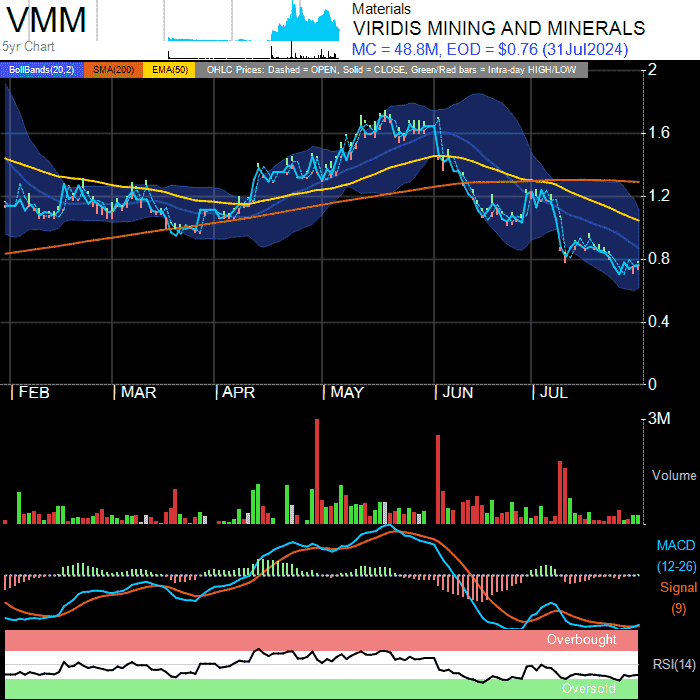 VMM
5yr Chart
Materials
VIRIDIS MINING AND MINERALS
MC = 48.8M, EOD = $0.76 (31Jul2024)
BollBands(20,2) SMA(200) EMA(50) OHLC Prices: Dashed = OPEN, Solid = CLOSE, Green/Red bars = Intra-day HIGH/LOW
2
1.6
1.2
0.8
0.4
0
FEB MAR APR MAY JUN JUL
3M
Volume
MACD
(12-26)
Signal
(9)
Overbought
RSI(14)
Oversold